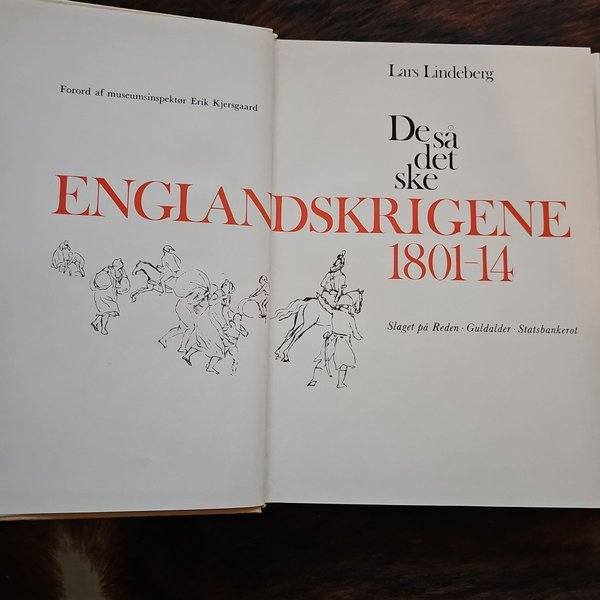 Forord af museumsinspektør Erik Kjersgaard
Lars Lindeberg
De så
det
ske
ENGLANDSKRIGENE
1801-14
Slaget på Reden · Guldalder · Statsbankerot